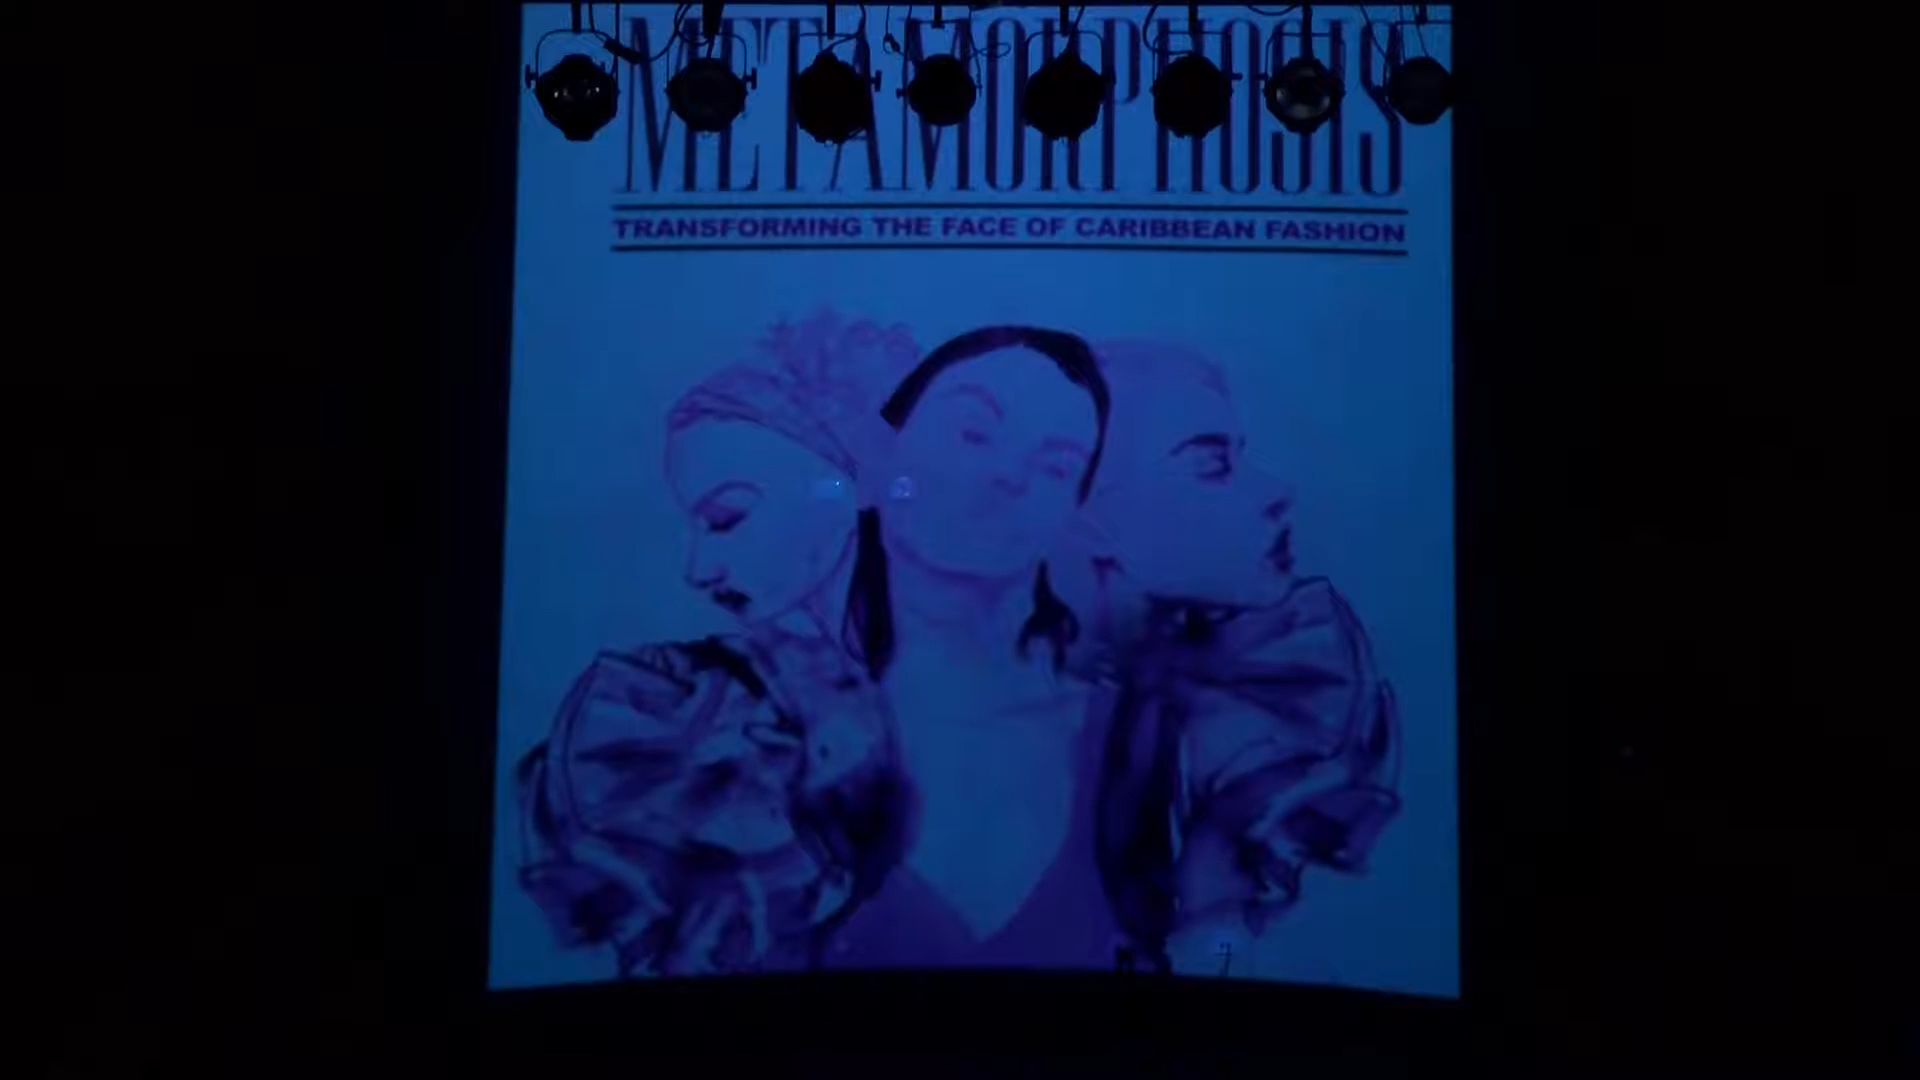 METAMORPHOSIS
TRANSFORMING THE FACE OF CARIBBEAN FASHION